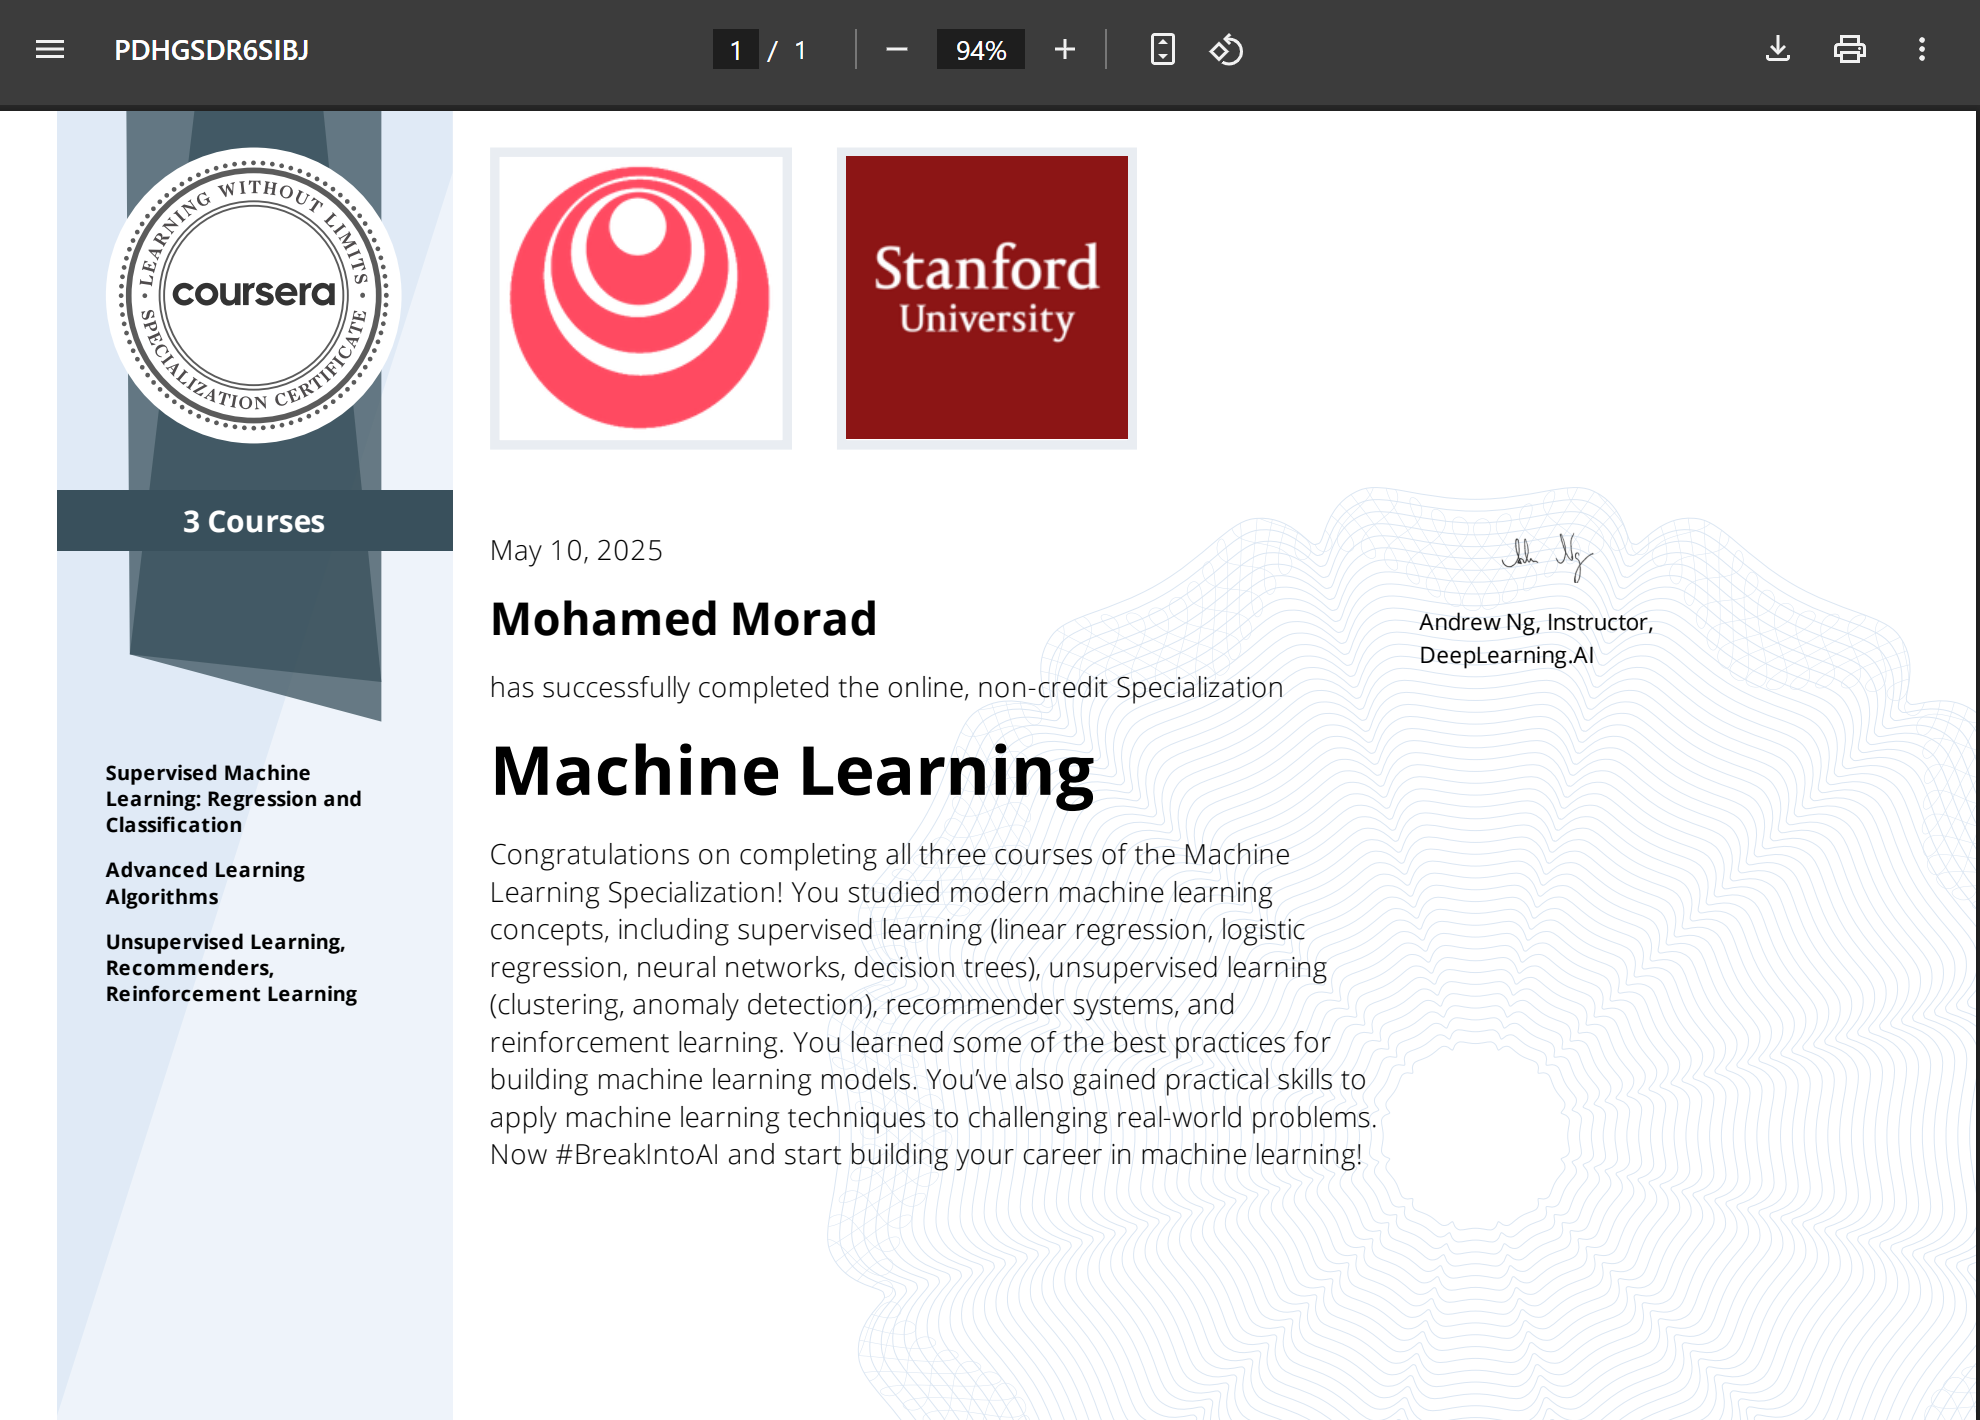 PDHGSDR6SIBJ
1 / 1
94%
LEARNING WITHOUT LIMITS
coursera
SPECIALIZATION CERTIFICATE
3 Courses
Supervised Machine
Learning: Regression and
Classification
Advanced Learning
Algorithms
Unsupervised Learning,
Recommenders,
Reinforcement Learning
Stanford
University
May 10, 2025
Mohamed Morad
has successfully completed the online, non-credit Specialization
Machine Learning
Congratulations on completing all three courses of the Machine
Learning Specialization! You studied modern machine learning
concepts, including supervised learning (linear regression, logistic
regression, neural networks, decision trees), unsupervised learning
(clustering, anomaly detection), recommender systems, and
reinforcement learning. You learned some of the best practices for
building machine learning models. You’ve also gained practical skills to
apply machine learning techniques to challenging real-world problems.
Now #BreakIntoAI and start building your career in machine learning!
Andrew Ng, Instructor,
DeepLearning.AI